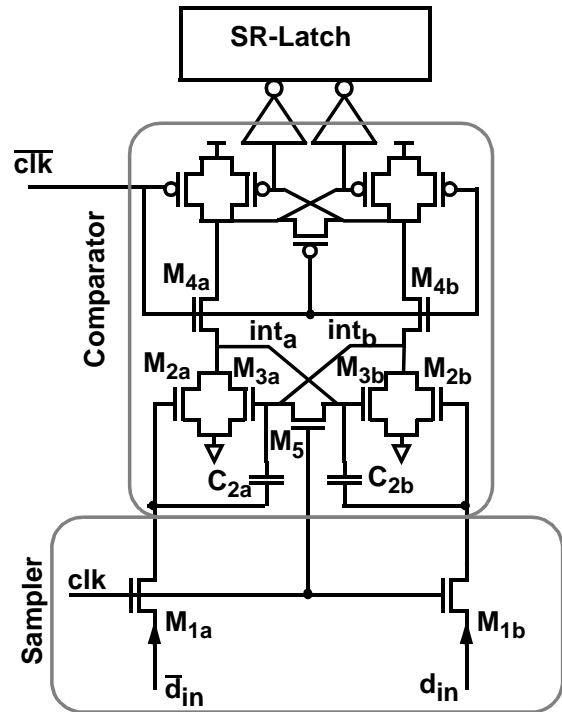 SR-Latch
clk
Comparator
M4a
M4b
inta
intb
M2a
M3a
M3b
M2b
M5
C2a
C2b
Sampler
clk
M1a
M1b
din
din